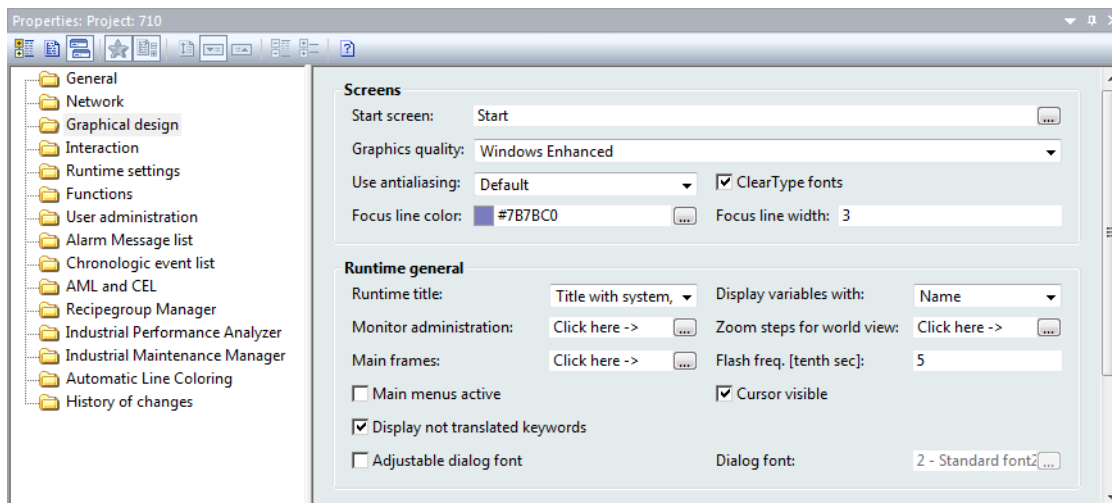 Properties: Project: 710
General
Network
Graphical design
Interaction
Runtime settings
Functions
User administration
Alarm Message list
Chronologic event list
AML and CEL
Recipegroup Manager
Industrial Performance Analyzer
Industrial Maintenance Manager
Automatic Line Coloring
History of changes
Screens
Start screen: Start ...
Graphics quality: Windows Enhanced
Use antialiasing: Default ClearType fonts
Focus line color: #7B7BC0 ... Focus line width: 3
Runtime general
Runtime title: Title with system, Display variables with: Name
Monitor administration: Click here -> ... Zoom steps for world view: Click here -> ...
Main frames: Click here -> ... Flash freq. [tenth sec]: 5
Main menus active Cursor visible
Display not translated keywords
Adjustable dialog font Dialog font: 2 - Standard font2 ...